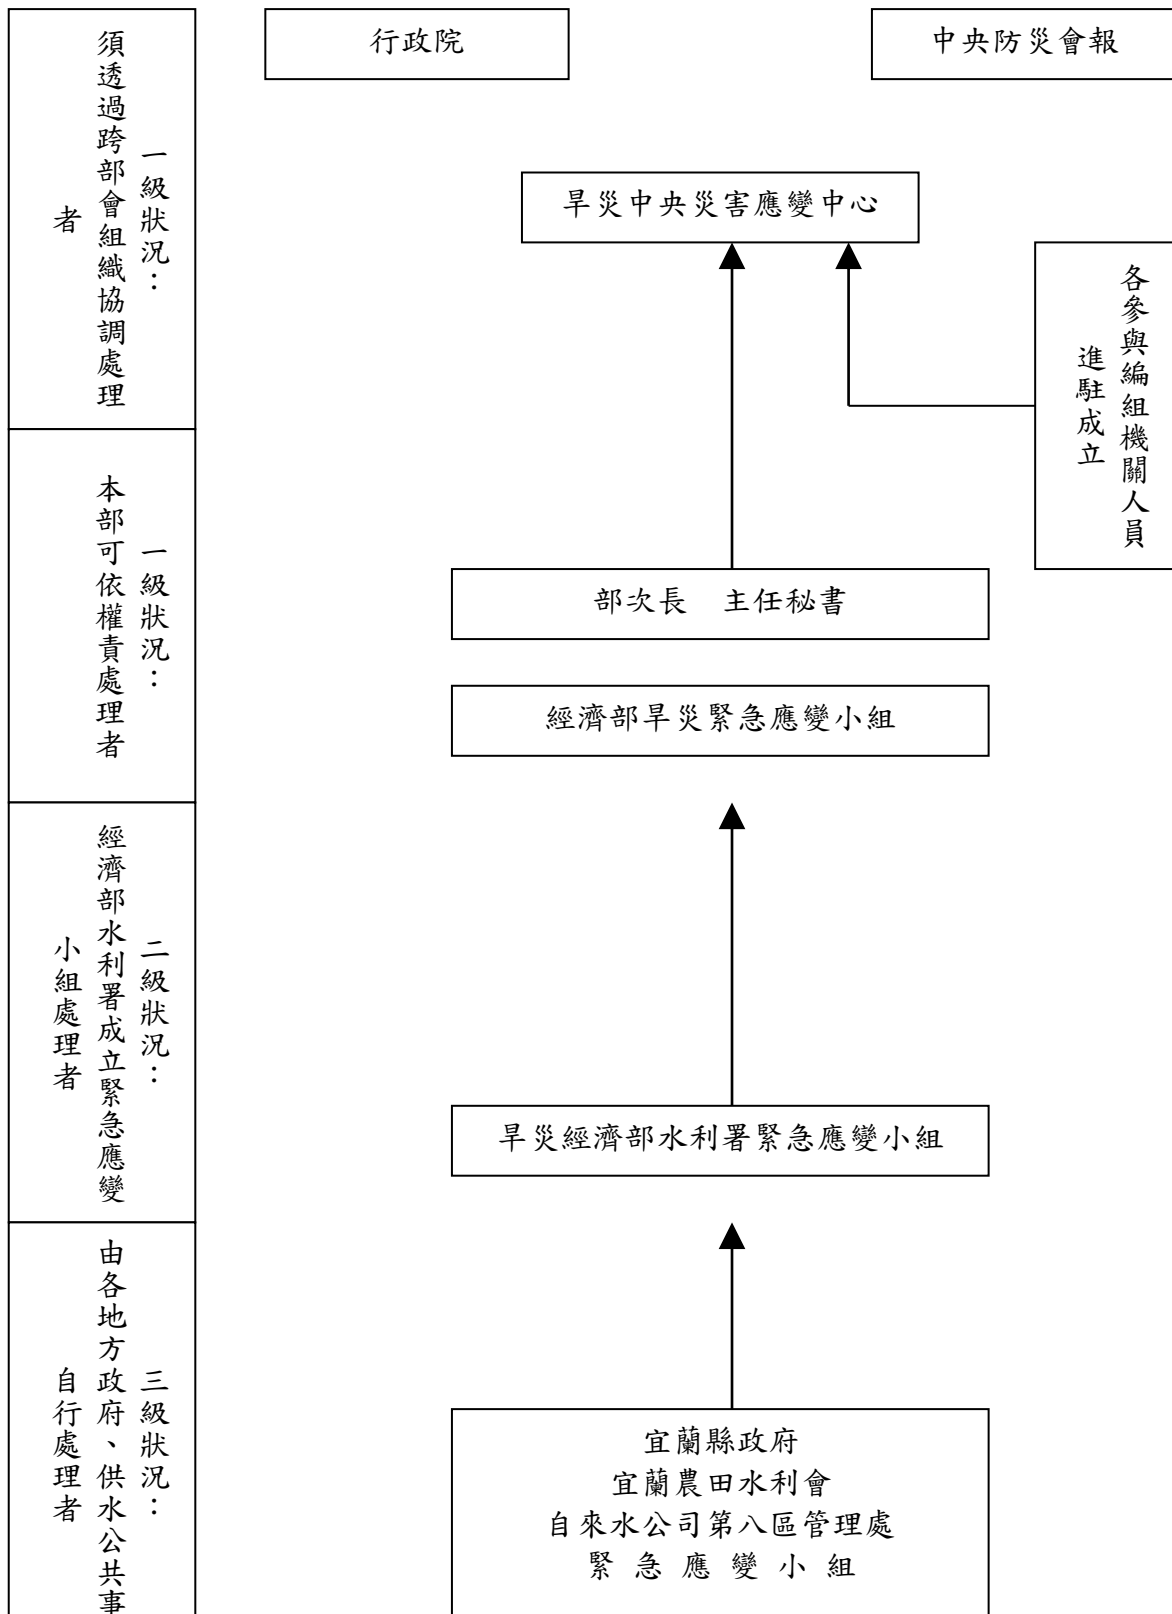 一級狀況：
須透過跨部會組織協調處理
者
行政院
中央防災會報
旱災中央災害應變中心
各參與編組機關人員
進駐成立
一級狀況：
本部可依權責處理者
部次長　主任秘書
經濟部旱災緊急應變小組
二級狀況：
經濟部水利署成立緊急應變
小組處理者
旱災經濟部水利署緊急應變小組
三級狀況：
由各地方政府、供水公共事
自行處理者
宜蘭縣政府
宜蘭農田水利會
自來水公司第八區管理處
緊 急 應 變 小 組